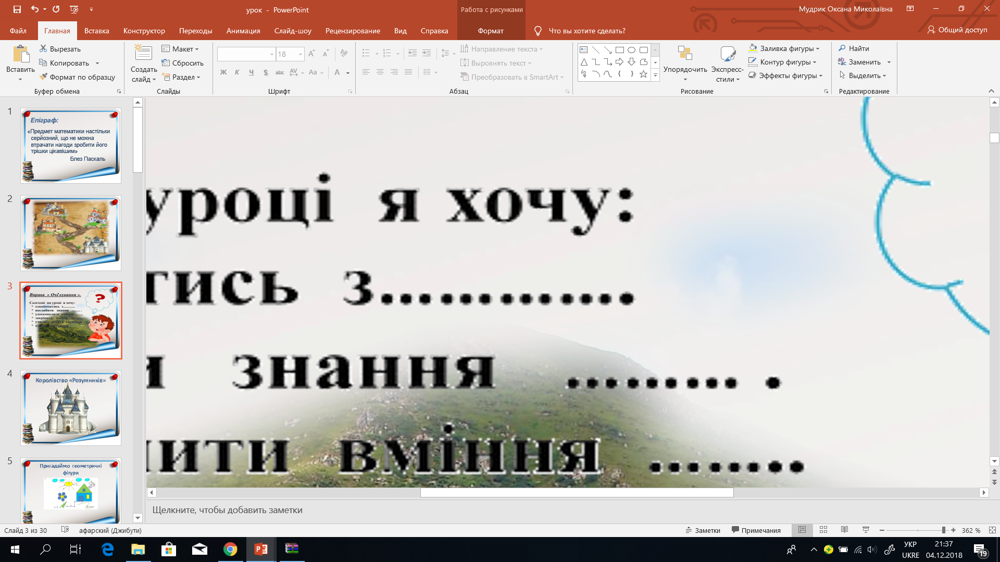 урок - PowerPoint
Работа с рисунками
Мудрик Оксана Миколаївна
Файл
Главная
Вставка
Конструктор
Переходы
Анимация
Слайд-шоу
Рецензирование
Вид
Справка
Формат
Что вы хотите сделать?
Общий доступ
Вставить
Вырезать
Копировать
Формат по образцу
Буфер обмена
Создать
слайд
Макет
Сбросить
Раздел
Слайды
18
Ж К Ч S abc AV Aa A
Шрифт
Направление текста
Выровнять текст
Преобразовать в SmartArt
Абзац
Упорядочить
Экспресс-
стили
Заливка фигуры
Контур фигуры
Эффекты фигуры
Рисование
Найти
Заменить
Выделить
Редактирование
1
Епіграф:
«Предмет математики настільки
серйозний, що не можна
втрачати нагоди зробити його
трішки цікавішим»
Блез Паскаль
2
3
Вправа « Очікування ».
Сьогодні на уроці я хочу:
ознайомитись з.............
поглибити знання ......... .
удосконалити вміння ........
4
Королівство «Розумників»
5
Пригадаймо геометричні
фігури
уроці я хочу:
тись з.............
и знання ......... .
лити вміння ........
Щелкните, чтобы добавить заметки
Слайд 3 из 30
афарский (Джибути)
Заметки
Примечания
362 %
УКР
UKRE
21:37
04.12.2018
19